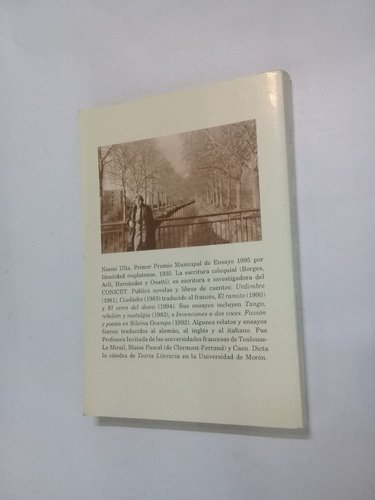 Noemí Ulla, Primer Premio Municipal de Ensayo 1995 por
Identidad rioplatense, 1930. La escritura coloquial (Borges,
Arlt, Hernández y Onetti), es escritora e investigadora del
CONICET. Publicó novelas y libros de cuentos: Urdimbre
(1981), Ciudades (1983) traducido al francés, El ramito (1990)
y El cerco del deseo (1994). Sus ensayos incluyen: Tango,
rebelión y nostalgia (1982), e Invenciones a dos voces. Ficción
y poesía en Silvina Ocampo (1992). Algunos relatos y ensayos
fueron traducidos al alemán, al inglés y al italiano. Fue
Profesora Invitada de las universidades francesas de Toulouse-
Le Mirail, Blaise Pascal (de Clermont-Ferrand) y Caen. Dicta
la cátedra de Teoría Literaria en la Universidad de Morón.